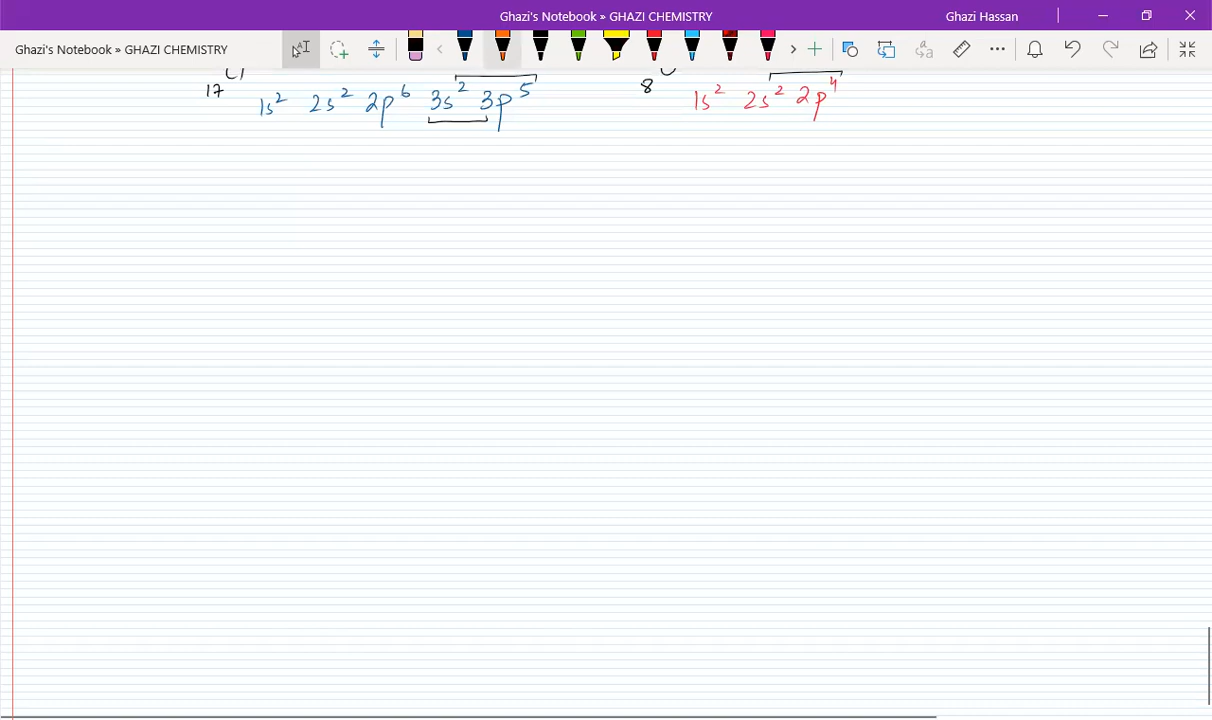 Ghazi's Notebook » GHAZI CHEMISTRY
Ghazi Hassan
Ghazi's Notebook » GHAZI CHEMISTRY
17 Cl
1s² 2s² 2p⁶ 3s² 3p⁵
8
1s² 2s² 2p⁴